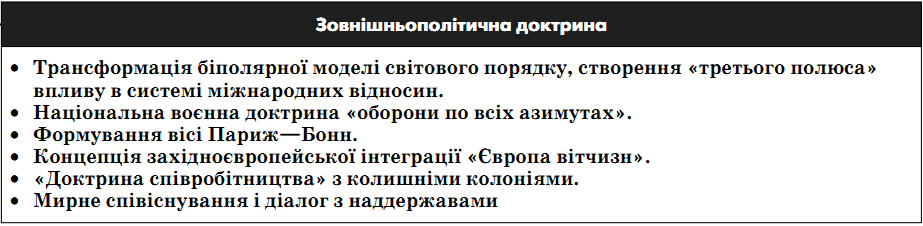 Зовнішньополітична доктрина
• Трансформація біполярної моделі світового порядку, створення «третього полюса»
впливу в системі міжнародних відносин.
• Національна воєнна доктрина «оборони по всіх азимутах».
• Формування вісі Париж—Бонн.
• Концепція західноєвропейської інтеграції «Європа вітчизн».
• «Доктрина співробітництва» з колишніми колоніями.
• Мирне співіснування і діалог з наддержавами